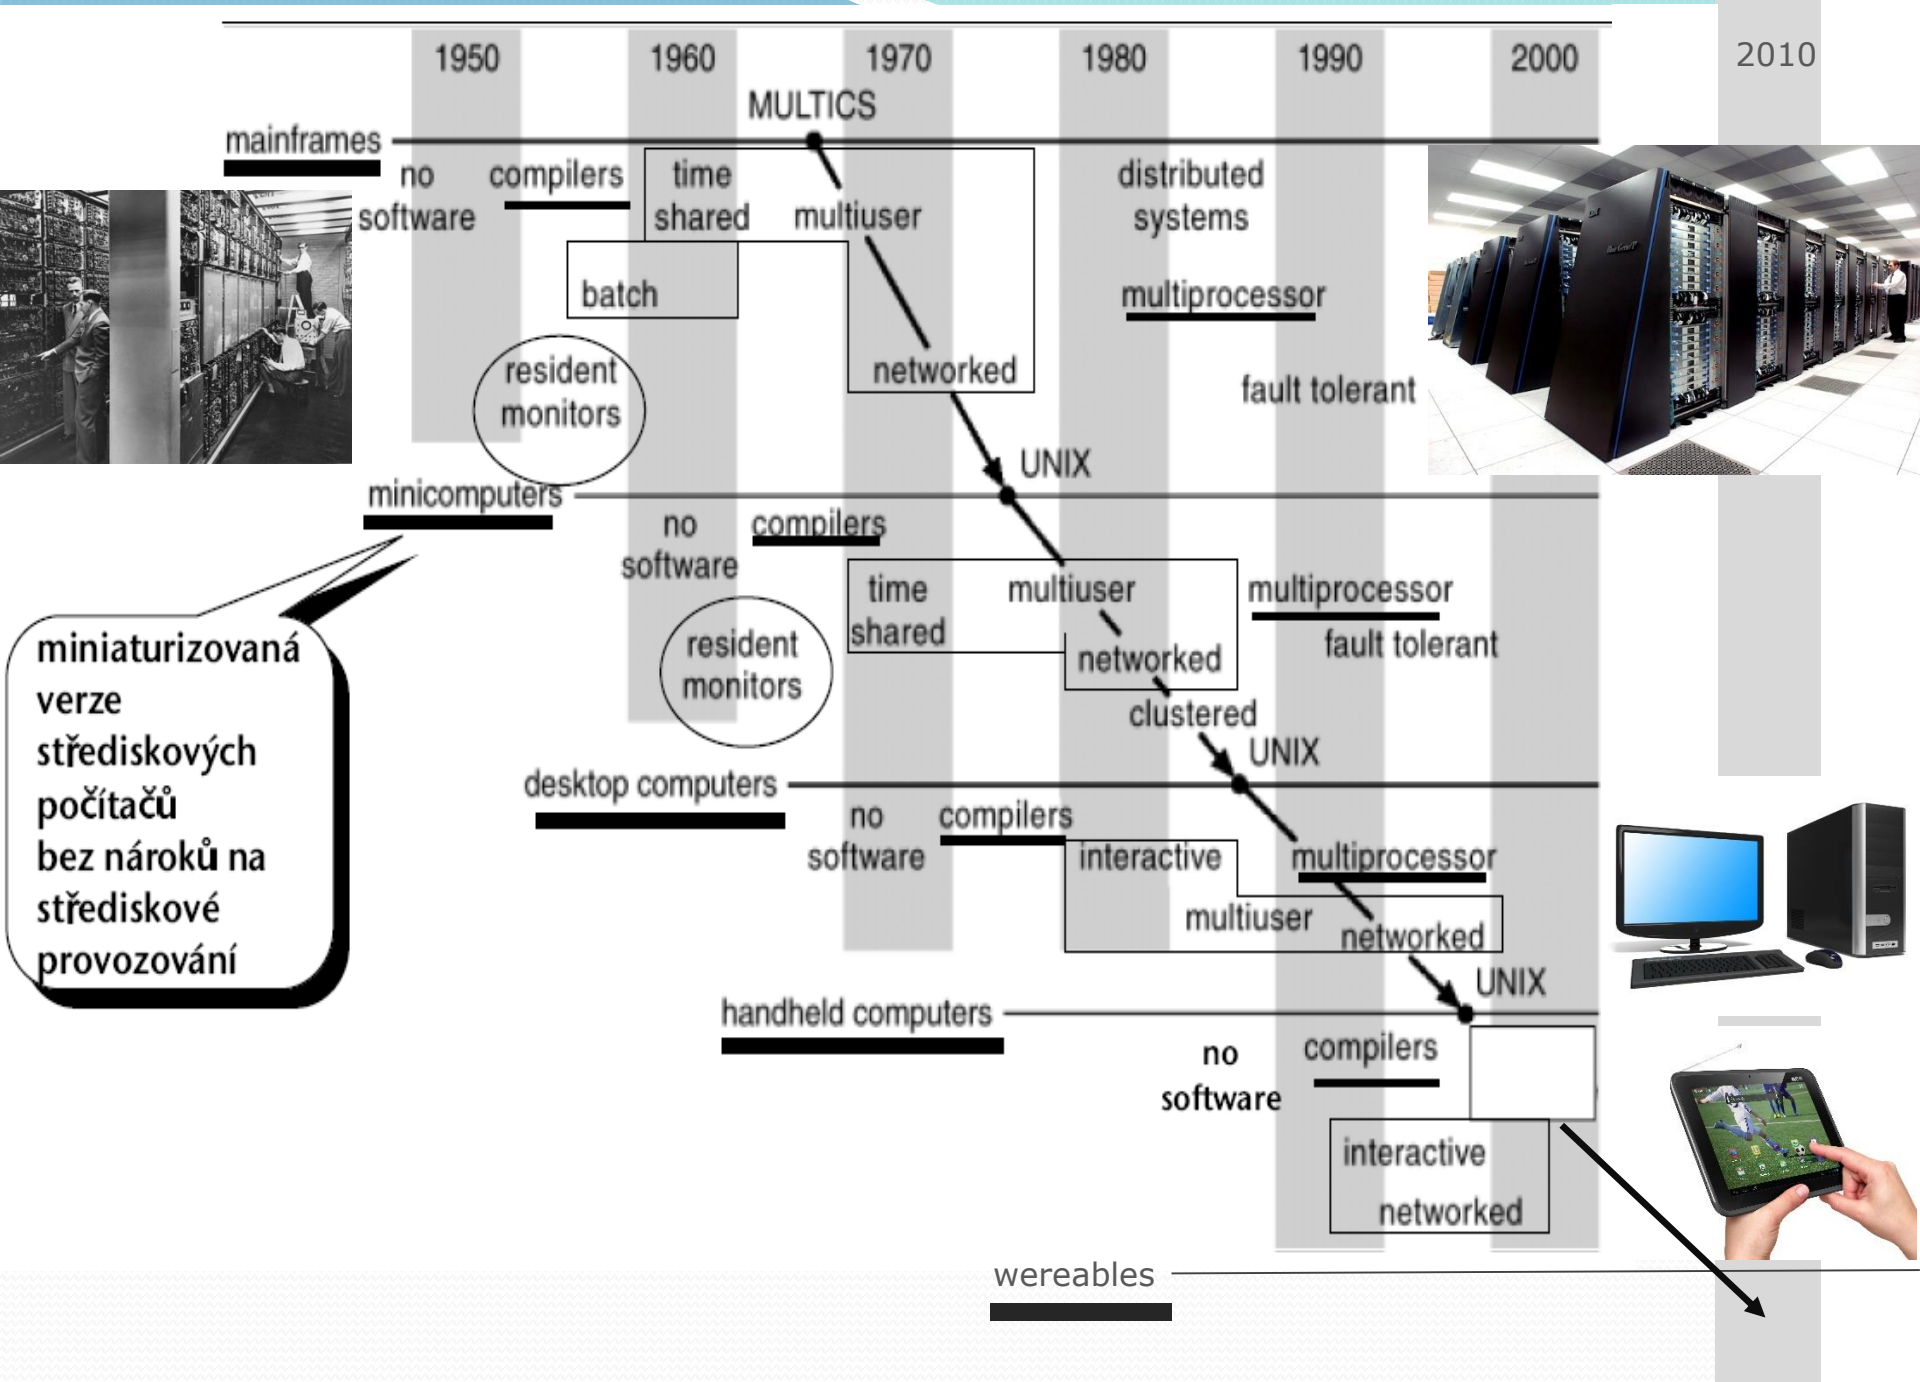 1950 1960 1970 1980 1990 2000 2010
MULTICS
mainframes
no software
compilers
time shared
multiuser
distributed systems
batch
multiprocessor
resident monitors
networked
fault tolerant
UNIX
minicomputers
no software
compilers
time shared
multiuser
multiprocessor
resident monitors
networked
fault tolerant
clustered
UNIX
miniaturizovaná
verze
střediskových
počítačů
bez nároků na
střediskové
provozování
desktop computers
no software
compilers
interactive
multiprocessor
multiuser
networked
UNIX
handheld computers
no software
compilers
interactive
networked
wereables